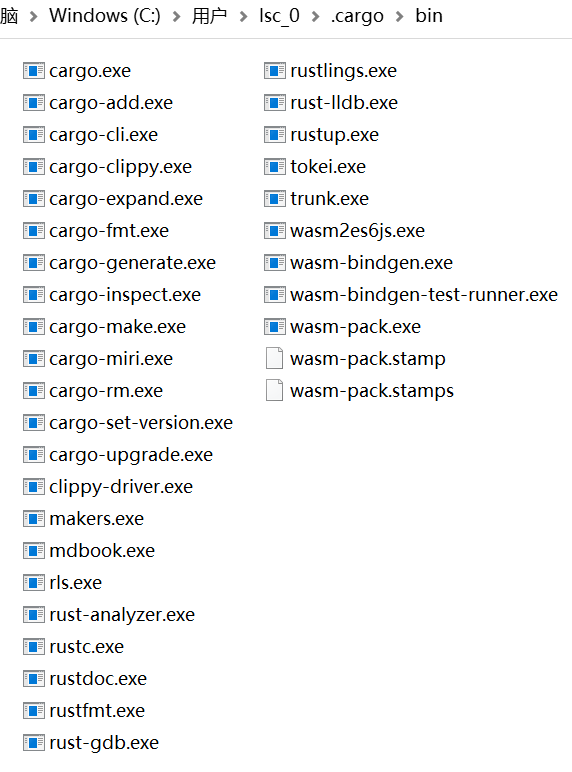 脑 > Windows (C:) > 用户 > lsc_0 > .cargo > bin
cargo.exe
cargo-add.exe
cargo-cli.exe
cargo-clippy.exe
cargo-expand.exe
cargo-fmt.exe
cargo-generate.exe
cargo-inspect.exe
cargo-make.exe
cargo-miri.exe
cargo-rm.exe
cargo-set-version.exe
cargo-upgrade.exe
clippy-driver.exe
makers.exe
mdbook.exe
rls.exe
rust-analyzer.exe
rustc.exe
rustdoc.exe
rustfmt.exe
rust-gdb.exe
rustlings.exe
rust-lldb.exe
rustup.exe
tokei.exe
trunk.exe
wasm2es6js.exe
wasm-bindgen.exe
wasm-bindgen-test-runner.exe
wasm-pack.exe
wasm-pack.stamp
wasm-pack.stamps